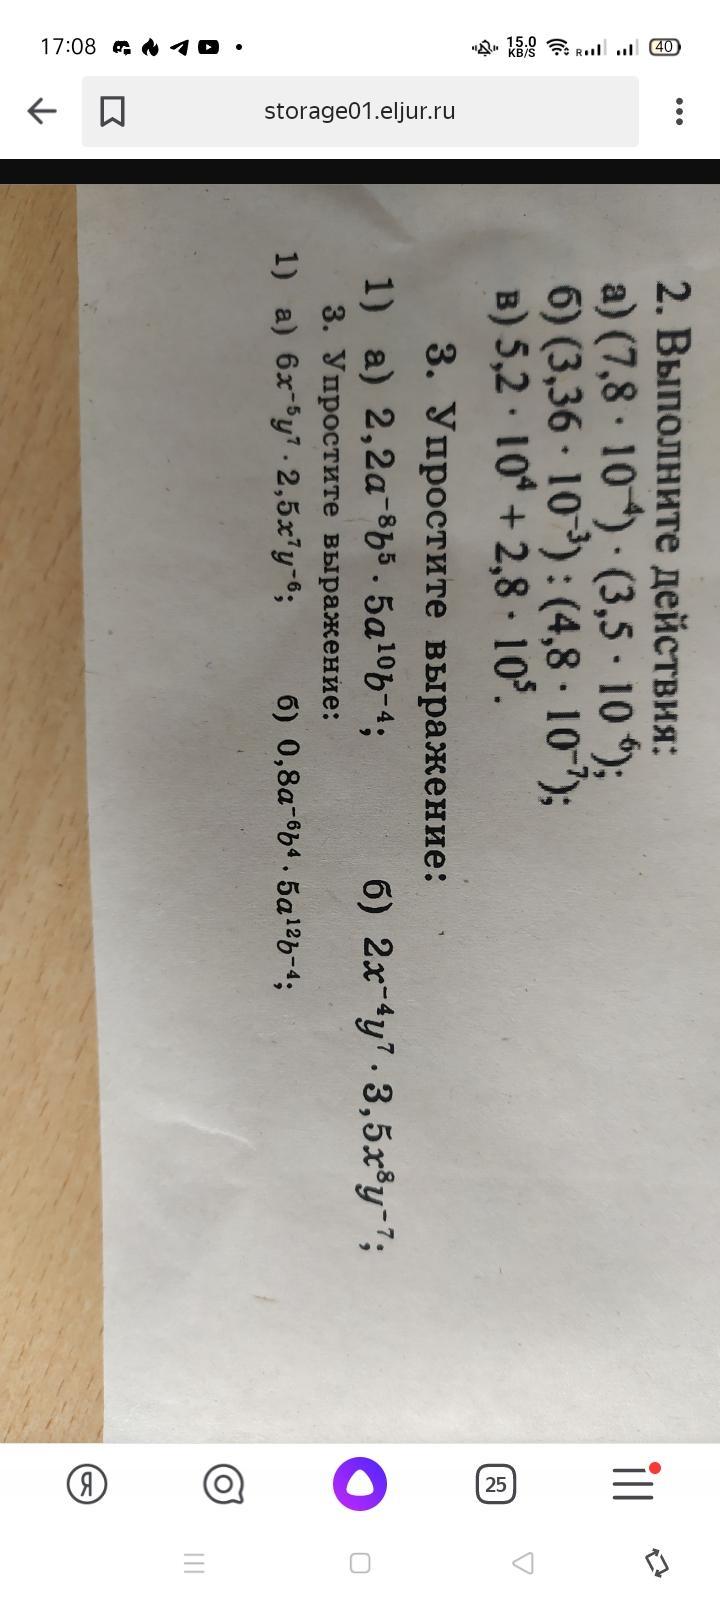 17:08
15.0
KB/S
R
40
storage01.eljur.ru
2. Выполните действия:
а) (7,8 · 10⁻⁴) · (3,5 · 10⁻⁶);
б) (3,36 · 10⁻³) : (4,8 · 10⁻⁷);
в) 5,2 · 10⁴ + 2,8 · 10⁵.
3. Упростите выражение:
1) а) 2,2a⁻⁸b⁵ · 5a¹⁰b⁻⁴; б) 2x⁻⁴y⁷ · 3,5x⁸y⁻⁷;
3. Упростите выражение:
1) а) 6x⁻⁵y⁷ · 2,5x⁷y⁻⁶; б) 0,8a⁻⁶b⁴ · 5a¹²b⁻⁴;
Я
25